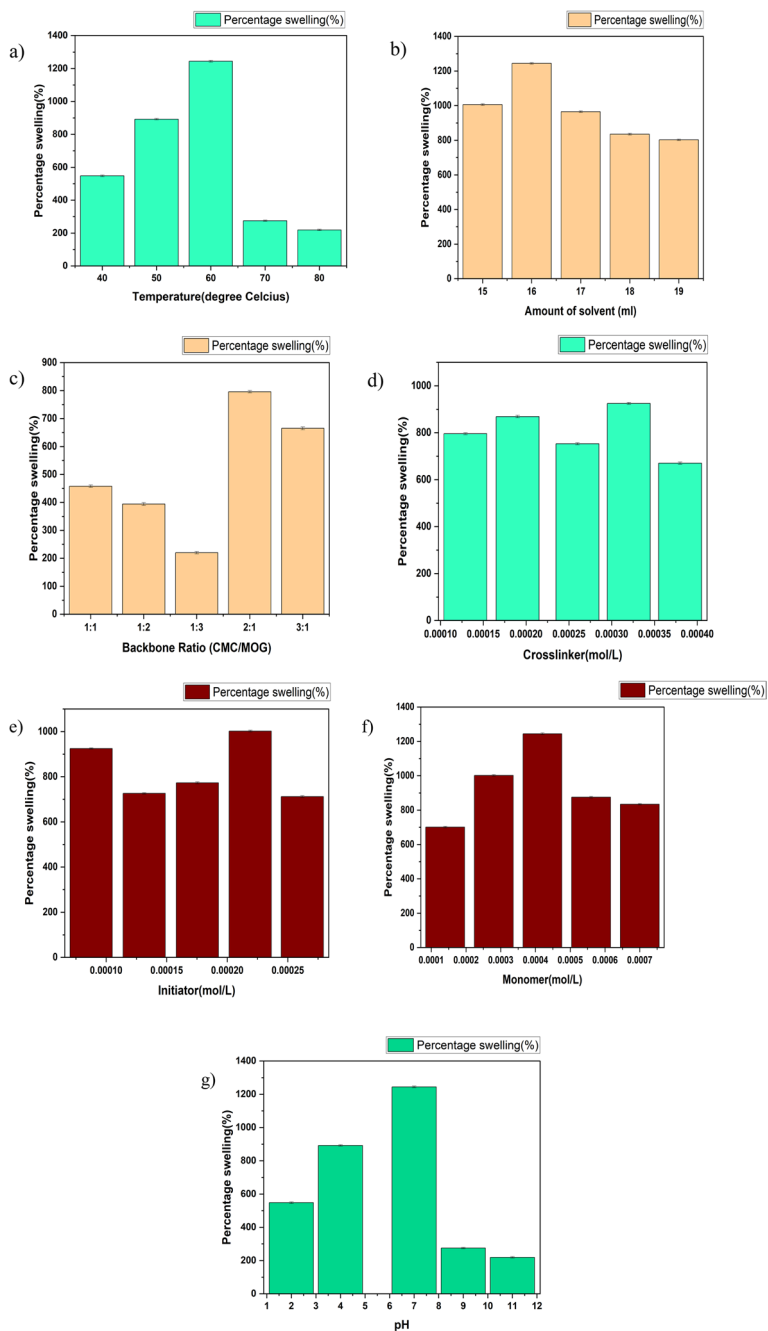 Percentage swelling(%)
a)
Percentage swelling(%)
1400
1200
1000
800
600
400
200
0
40 50 60 70 80
Temperature(degree Celcius)
Percentage swelling(%)
b)
Percentage swelling(%)
1400
1200
1000
800
600
400
200
0
15 16 17 18 19
Amount of solvent (ml)
Percentage swelling(%)
c)
Percentage swelling(%)
900
800
700
600
500
400
300
200
100
0
1:1 1:2 1:3 2:1 3:1
Backbone Ratio (CMC/MOG)
Percentage swelling(%)
d)
Percentage swelling(%)
1000
800
600
400
200
0
0.00010 0.00015 0.00020 0.00025 0.00030 0.00035 0.00040
Crosslinker(mol/L)
Percentage swelling(%)
e)
Percentage swelling(%)
1000
800
600
400
200
0
0.00010 0.00015 0.00020 0.00025
Initiator(mol/L)
Percentage swelling(%)
f)
Percentage swelling(%)
1400
1200
1000
800
600
400
200
0
0.0001 0.0002 0.0003 0.0004 0.0005 0.0006 0.0007
Monomer(mol/L)
Percentage swelling(%)
g)
Percentage swelling(%)
1400
1200
1000
800
600
400
200
0
1 2 3 4 5 6 7 8 9 10 11 12
pH